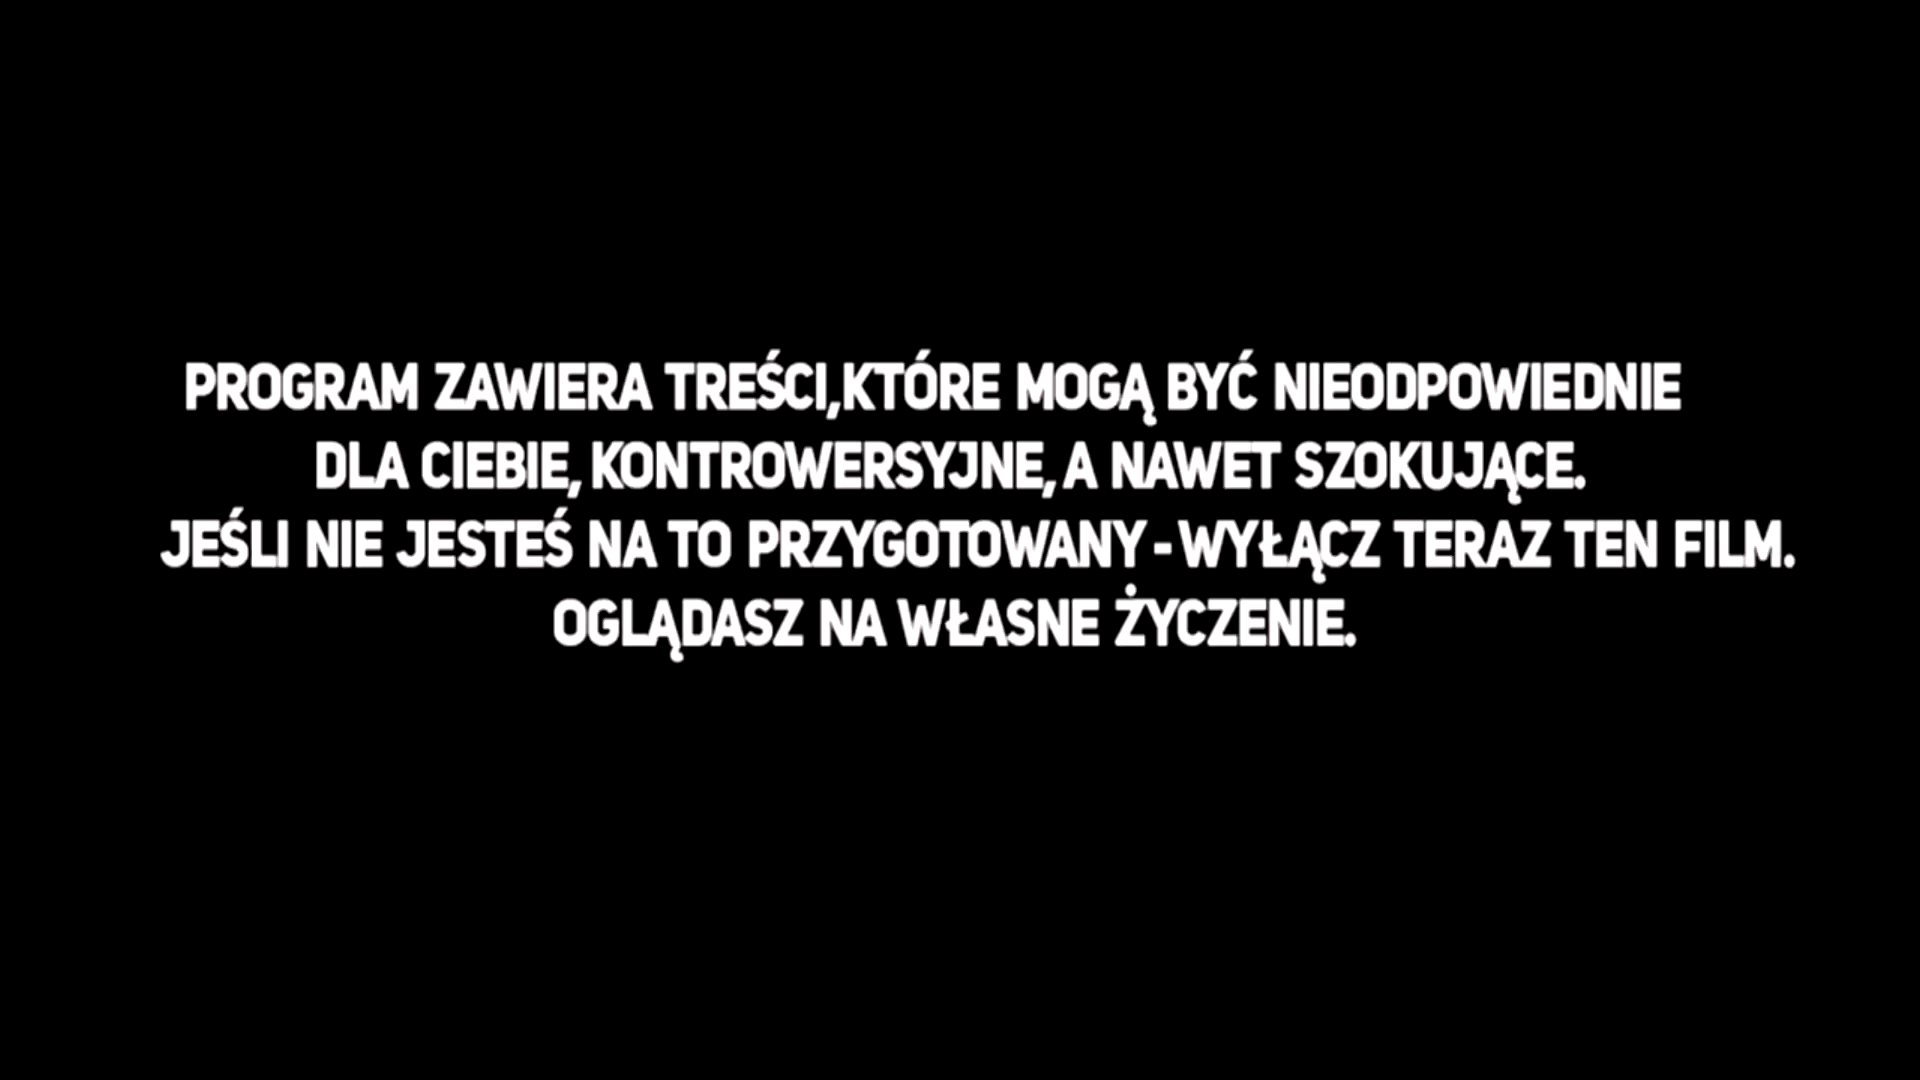 PROGRAM ZAWIERA TREŚCI,KTÓRE MOGĄ BYĆ NIEODPOWIEDNIE
DLA CIEBIE, KONTROWERSYJNE, A NAWET SZOKUJĄCE.
JEŚLI NIE JESTEŚ NA TO PRZYGOTOWANY - WYŁĄCZ TERAZ TEN FILM.
OGLĄDASZ NA WŁASNE ŻYCZENIE.